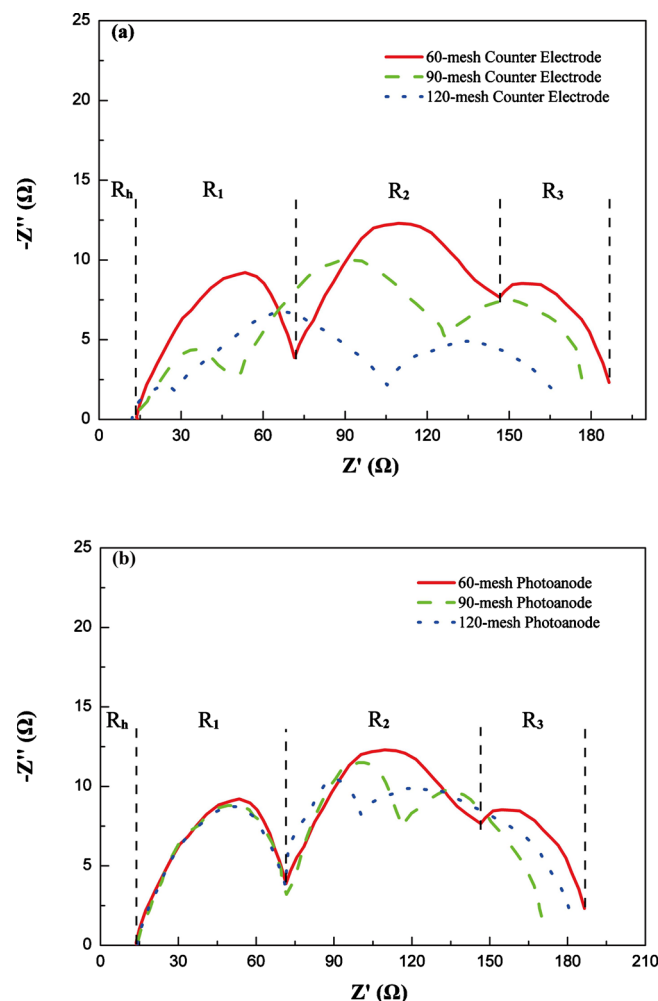 (a)
60-mesh Counter Electrode
90-mesh Counter Electrode
120-mesh Counter Electrode
Rh R1 R2 R3
25
20
15
10
5
0
0 30 60 90 120 150 180
-Z'' (Ω)
Z' (Ω)
(b)
60-mesh Photoanode
90-mesh Photoanode
120-mesh Photoanode
Rh R1 R2 R3
25
20
15
10
5
0
0 30 60 90 120 150 180 210
-Z'' (Ω)
Z' (Ω)